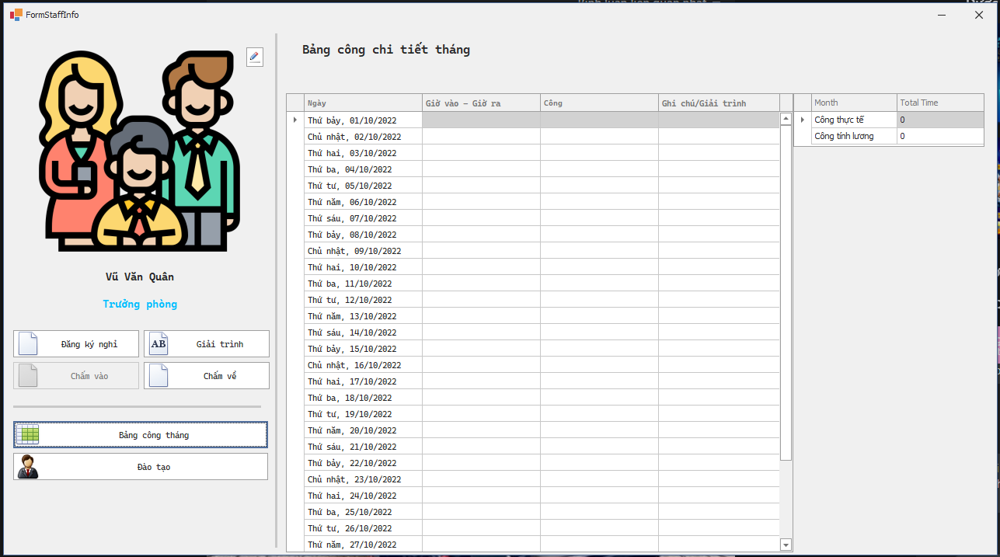 FormStaffInfo
Vũ Văn Quân
Trưởng phòng
Đăng ký nghỉ
AB Giải trình
Chấm vào
Chấm về
Bảng công tháng
Đào tạo
Bảng công chi tiết tháng
Ngày Giờ vào - Giờ ra Công Ghi chú/Giải trình
Thứ bảy, 01/10/2022
Chủ nhật, 02/10/2022
Thứ hai, 03/10/2022
Thứ ba, 04/10/2022
Thứ tư, 05/10/2022
Thứ năm, 06/10/2022
Thứ sáu, 07/10/2022
Thứ bảy, 08/10/2022
Chủ nhật, 09/10/2022
Thứ hai, 10/10/2022
Thứ ba, 11/10/2022
Thứ tư, 12/10/2022
Thứ năm, 13/10/2022
Thứ sáu, 14/10/2022
Thứ bảy, 15/10/2022
Chủ nhật, 16/10/2022
Thứ hai, 17/10/2022
Thứ ba, 18/10/2022
Thứ tư, 19/10/2022
Thứ năm, 20/10/2022
Thứ sáu, 21/10/2022
Thứ bảy, 22/10/2022
Chủ nhật, 23/10/2022
Thứ hai, 24/10/2022
Thứ ba, 25/10/2022
Thứ tư, 26/10/2022
Thứ năm, 27/10/2022
Month Total Time
Công thực tế 0
Công tính lương 0